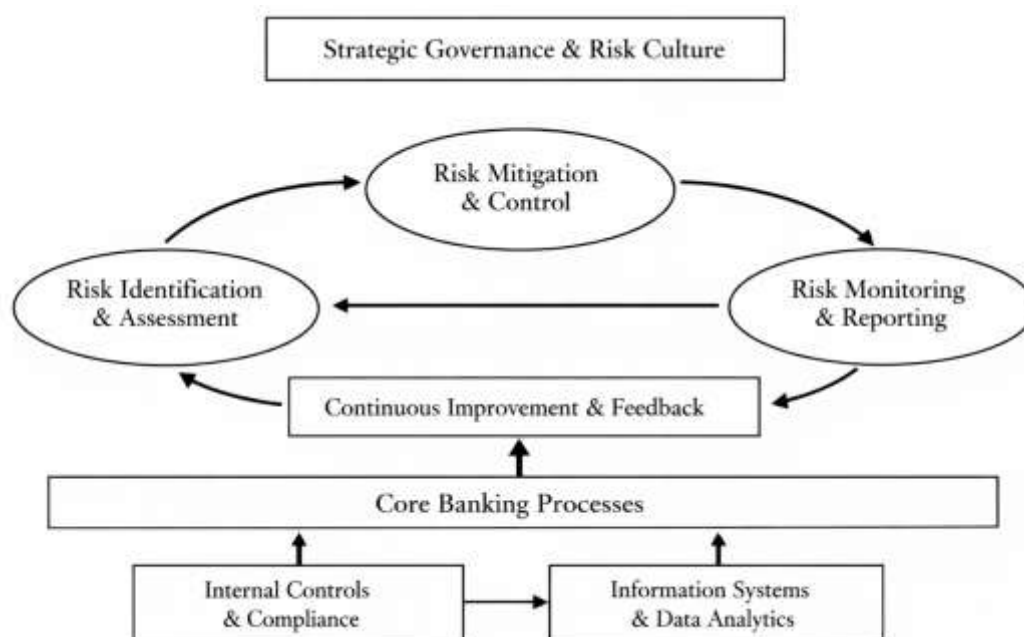 Strategic Governance & Risk Culture
Risk Mitigation
& Control
Risk Identification
& Assessment
Risk Monitoring
& Reporting
Continuous Improvement & Feedback
Core Banking Processes
Internal Controls
& Compliance
Information Systems
& Data Analytics